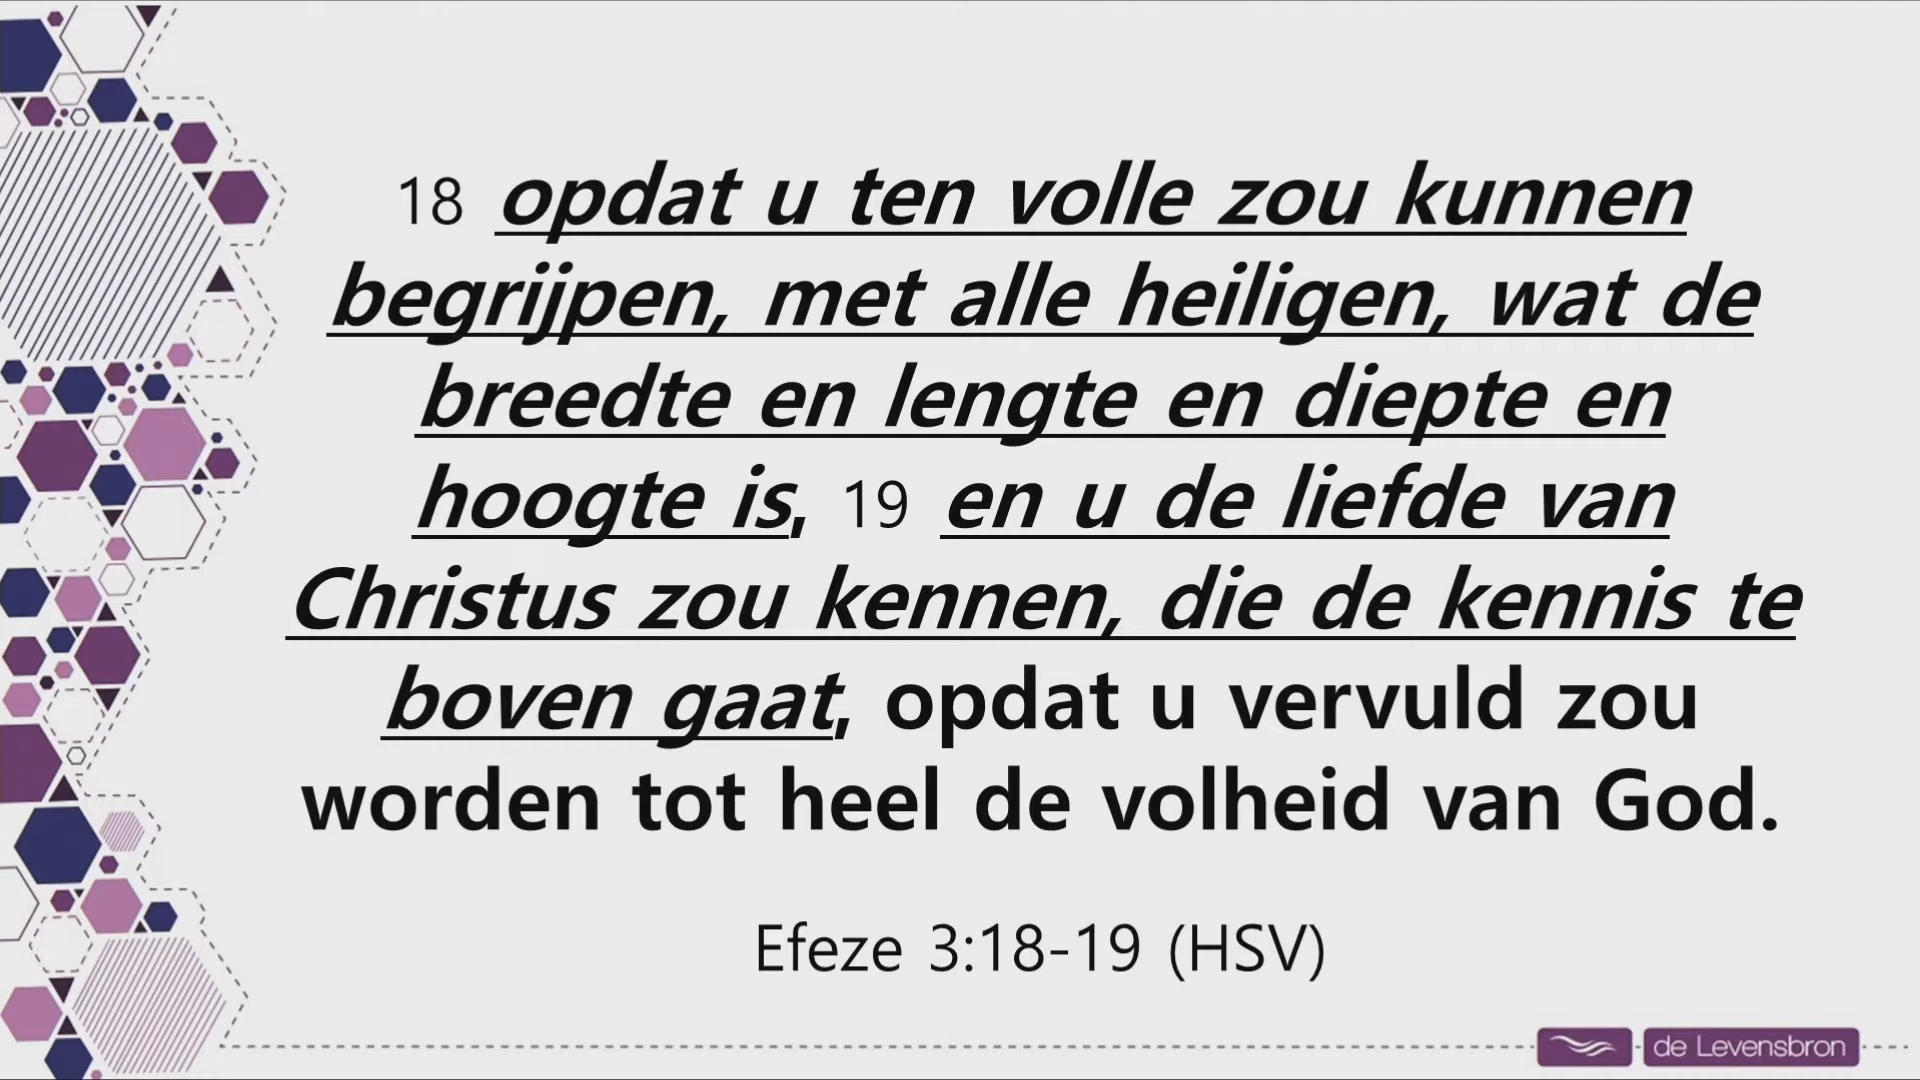 18 opdat u ten volle zou kunnen
begrijpen, met alle heiligen, wat de
breedte en lengte en diepte en
hoogte is, 19 en u de liefde van
Christus zou kennen, die de kennis te
boven gaat, opdat u vervuld zou
worden tot heel de volheid van God.
Efeze 3:18-19 (HSV)
de Levensbron